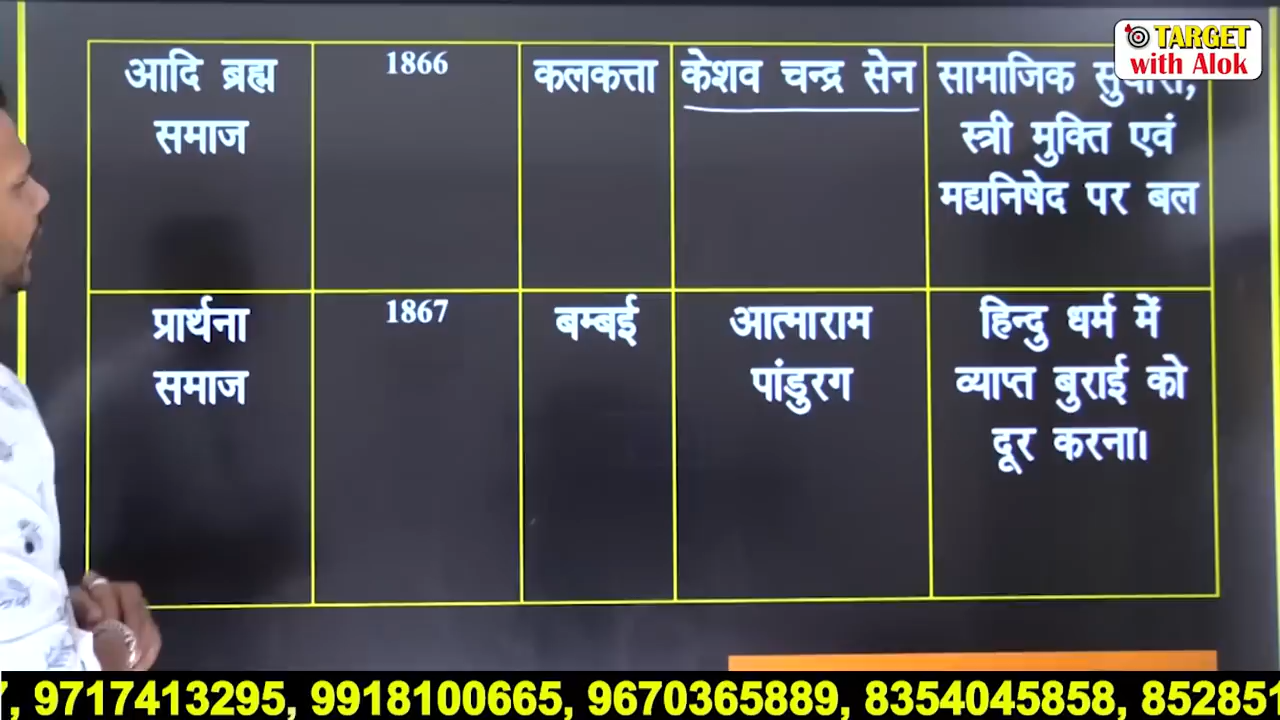 TARGET
with Alok
आदि ब्रह्म
समाज
1866
कलकत्ता
केशव चन्द्र सेन
सामाजिक
स्त्री मुक्ति एवं
मद्यनिषेद पर बल
प्रार्थना
समाज
1867
बम्बई
आत्माराम
पांडुरग
हिन्दु धर्म में
व्याप्त बुराई को
दूर करना।
, 9717413295, 9918100665, 9670365889, 8354045858, 85285